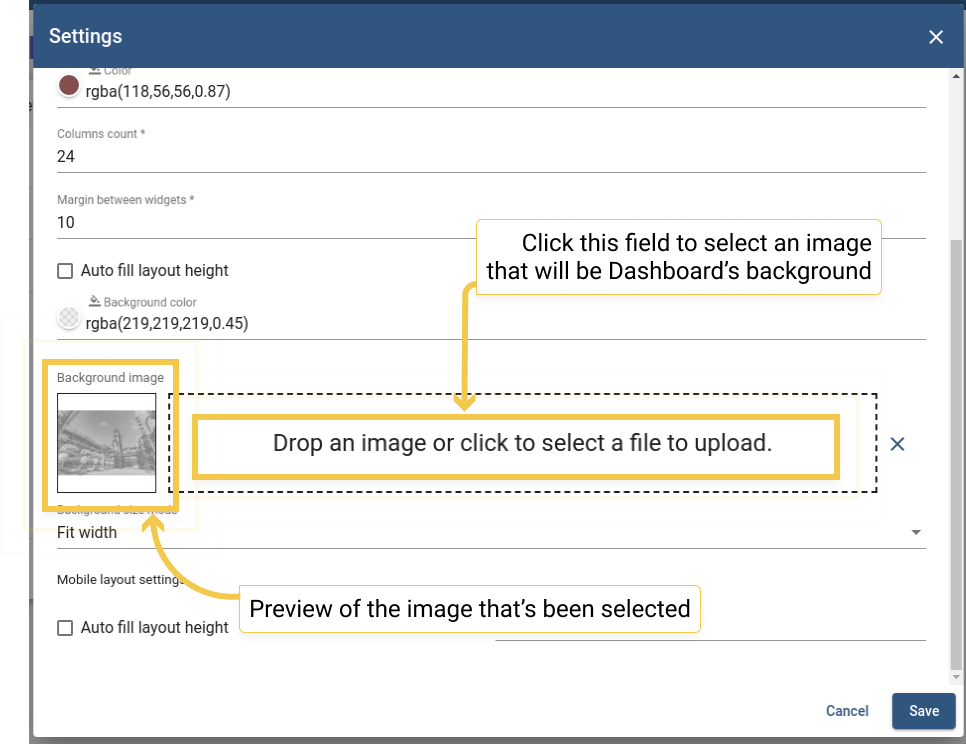 Settings
Color
rgba(118,56,56,0.87)
Columns count *
24
Margin between widgets *
10
Click this field to select an image
that will be Dashboard's background
Auto fill layout height
Background color
rgba(219,219,219,0.45)
Background image
Drop an image or click to select a file to upload.
Background size mode
Fit width
Mobile layout settings
Preview of the image that's been selected
Auto fill layout height
Cancel
Save